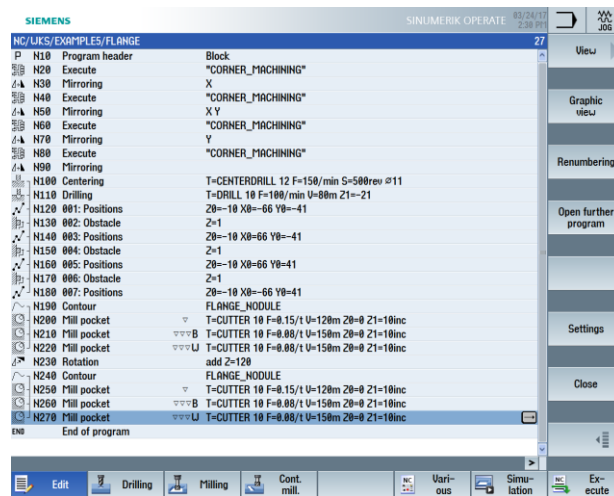 SIEMENS
SINUMERIK OPERATE 03/24/17
2:38 PM
JOG
NC/WKS/EXAMPLE5/FLANGE 27
P N10 Program header Block
N20 Execute "CORNER_MACHINING"
N30 Mirroring X
N40 Execute "CORNER_MACHINING"
N50 Mirroring X Y
N60 Execute "CORNER_MACHINING"
N70 Mirroring Y
N80 Execute "CORNER_MACHINING"
N90 Mirroring
N100 Centering T=CENTERDRILL 12 F=150/min S=500rev ø11
N110 Drilling T=DRILL 10 F=100/min V=80m Z1=-21
N120 001: Positions Z0=-10 X0=-66 Y0=-41
N130 002: Obstacle Z=1
N140 003: Positions Z0=-10 X0=66 Y0=-41
N150 004: Obstacle Z=1
N160 005: Positions Z0=-10 X0=66 Y0=41
N170 006: Obstacle Z=1
N180 007: Positions Z0=-10 X0=-66 Y0=41
N190 Contour FLANGE_NODULE
N200 Mill pocket ▽ T=CUTTER 10 F=0.15/t V=120m Z0=0 Z1=10inc
N210 Mill pocket ▽▽▽B T=CUTTER 10 F=0.08/t V=150m Z0=0 Z1=10inc
N220 Mill pocket ▽▽▽U T=CUTTER 10 F=0.08/t V=150m Z0=0 Z1=10inc
N230 Rotation add Z=120
N240 Contour FLANGE_NODULE
N250 Mill pocket ▽ T=CUTTER 10 F=0.15/t V=120m Z0=0 Z1=10inc
N260 Mill pocket ▽▽▽B T=CUTTER 10 F=0.08/t V=150m Z0=0 Z1=10inc
N270 Mill pocket ▽▽▽U T=CUTTER 10 F=0.08/t V=150m Z0=0 Z1=10inc
END End of program
View
Graphic
view
Renumbering
Open further
program
Settings
Close
Edit
Drilling
Milling
Cont.
mill.
NC
Vari-
ous
Simu-
lation
NC
Ex-
ecute